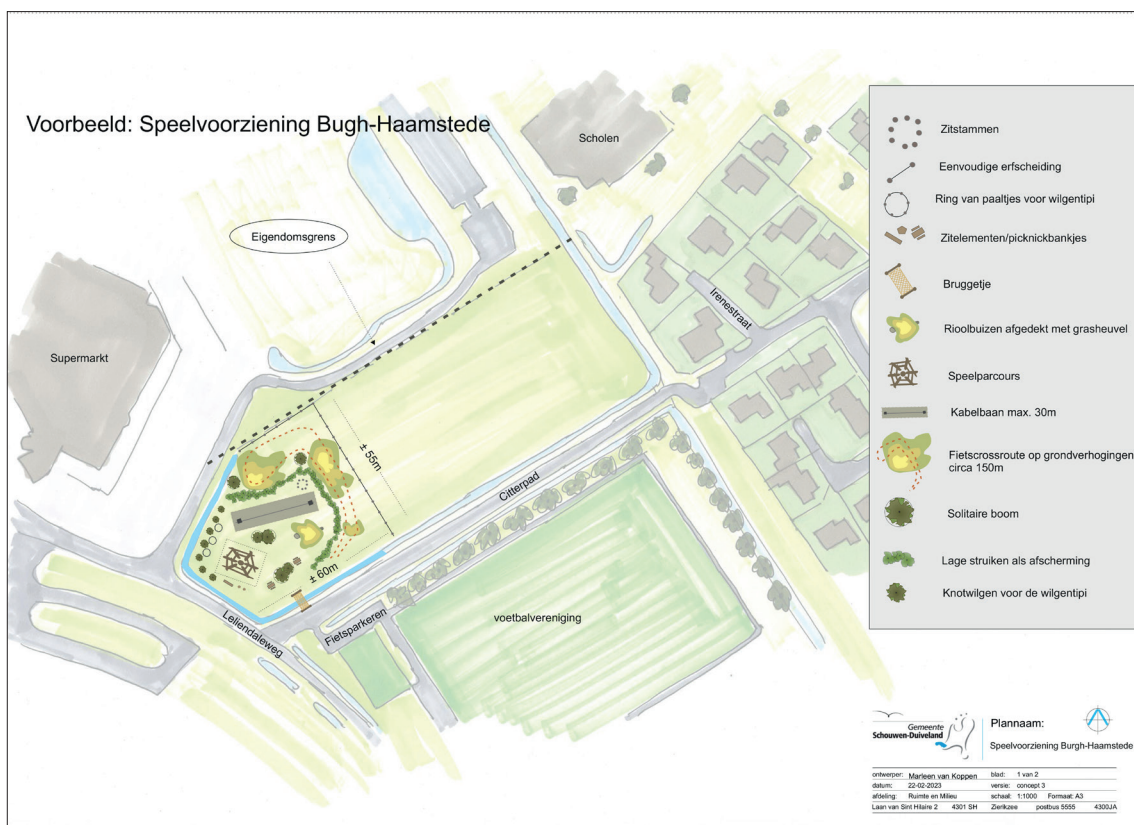 Voorbeeld: Speelvoorziening Bugh-Haamstede
Scholen
Eigendomsgrens
Supermarkt
Irenestraat
± 55m
± 60m
Citterpad
Leliendaleweg
Fietsparkeren
voetbalvereniging
Zitstammen
Eenvoudige erfscheiding
Ring van paaltjes voor wilgentipi
Zitelementen/picknickbankjes
Bruggetje
Rioolbuizen afgedekt met grasheuvel
Speelparcours
Kabelbaan max. 30m
Fietscrossroute op grondverhogingen
circa 150m
Solitaire boom
Lage struiken als afscherming
Knotwilgen voor de wilgentipi
Gemeente
Schouwen-Duiveland
Plannaam:
Speelvoorziening Burgh-Haamstede
ontwerper: Marleen van Koppen blad: 1 van 2
datum: 22-02-2023 versie: concept 3
afdeling: Ruimte en Milieu schaal: 1:1000 Formaat: A3
Laan van Sint Hilaire 2 4301 SH Zierikzee postbus 5555 4300JA